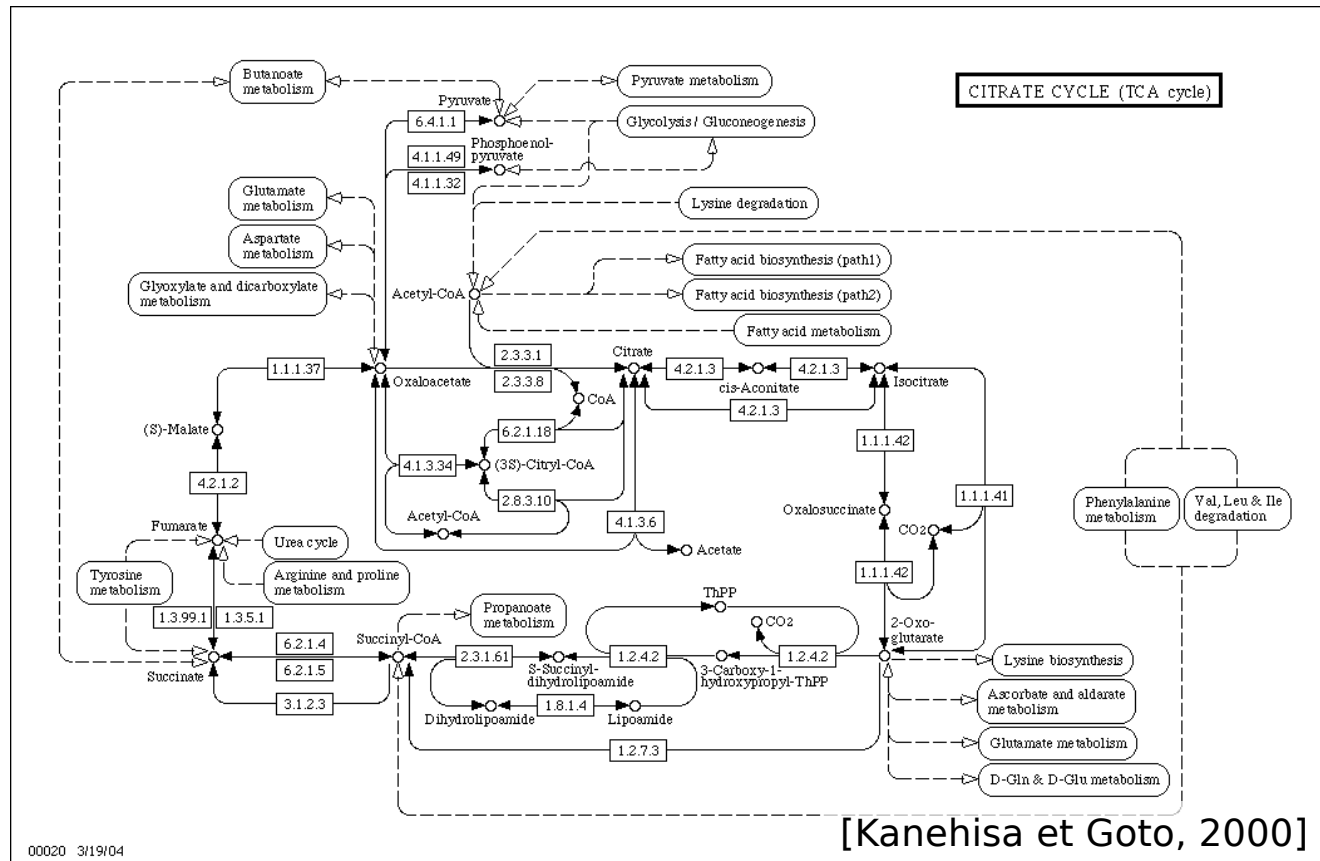 Butanoate
metabolism
Pyruvate metabolism
CITRATE CYCLE (TCA cycle)
Pyruvate
6.4.1.1
Glycolysis / Gluconeogenesis
Phosphoenol-
pyruvate
4.1.1.49
4.1.1.32
Glutamate
metabolism
Lysine degradation
Aspartate
metabolism
Fatty acid biosynthesis (path1)
Glyoxylate and dicarboxylate
metabolism
Acetyl-CoA
Fatty acid biosynthesis (path2)
Fatty acid metabolism
1.1.1.37
Oxaloacetate
2.3.3.1
2.3.3.8
Citrate
4.2.1.3
cis-Aconitate
4.2.1.3
Isocitrate
CoA
4.2.1.3
(S)-Malate
6.2.1.18
1.1.1.42
4.1.3.34
(3S)-Citryl-CoA
4.2.1.2
2.8.3.10
1.1.1.41
Phenylalanine
metabolism
Val, Leu & Ile
degradation
Acetyl-CoA
4.1.3.6
Oxalosuccinate
CO2
Fumarate
Urea cycle
Acetate
Tyrosine
metabolism
Arginine and proline
metabolism
1.1.1.42
ThPP
1.3.99.1
1.3.5.1
Propanoate
metabolism
CO2
2-Oxo-
glutarate
6.2.1.4
6.2.1.5
Succinyl-CoA
2.3.1.61
1.2.4.2
1.2.4.2
Lysine biosynthesis
Succinate
S-Succinyl-
dihydrolipoamide
3-Carboxy-1-
hydroxypropyl-ThPP
3.1.2.3
Dihydrolipoamide
1.8.1.4
Lipoamide
Ascorbate and aldarate
metabolism
1.2.7.3
Glutamate metabolism
D-Gln & D-Glu metabolism
[Kanehisa et Goto, 2000]
00020 3/19/04